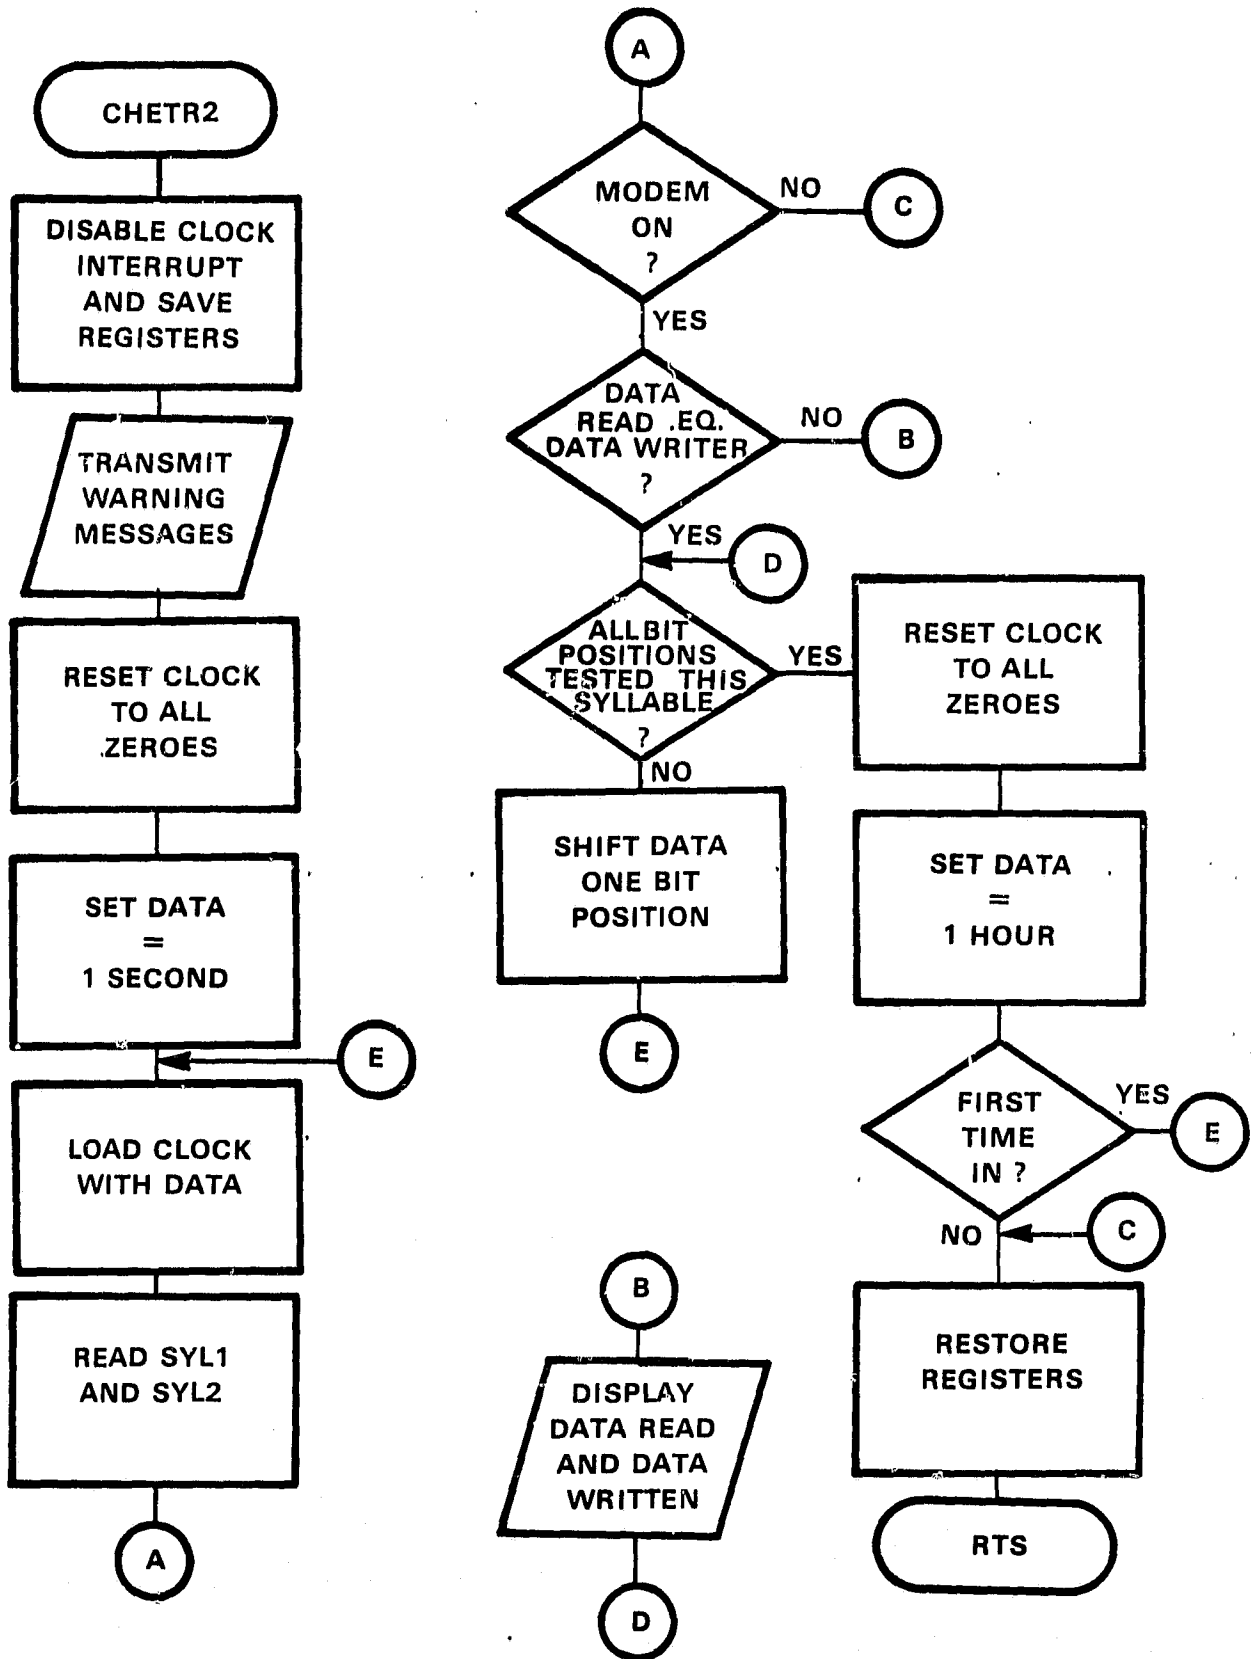 CHETR2
DISABLE CLOCK
INTERRUPT
AND SAVE
REGISTERS
TRANSMIT
WARNING
MESSAGES
RESET CLOCK
TO ALL
ZEROES
SET DATA
=
1 SECOND
E
LOAD CLOCK
WITH DATA
READ SYL1
AND SYL2
A
A
MODEM
ON
?
NO
C
YES
DATA
READ .EQ.
DATA WRITER
?
NO
B
YES
D
ALL BIT
POSITIONS
TESTED THIS
SYLLABLE
?
YES
NO
SHIFT DATA
ONE BIT
POSITION
E
B
DISPLAY
DATA READ
AND DATA
WRITTEN
D
RESET CLOCK
TO ALL
ZEROES
SET DATA
=
1 HOUR
FIRST
TIME
IN ?
YES
E
NO
C
RESTORE
REGISTERS
RTS